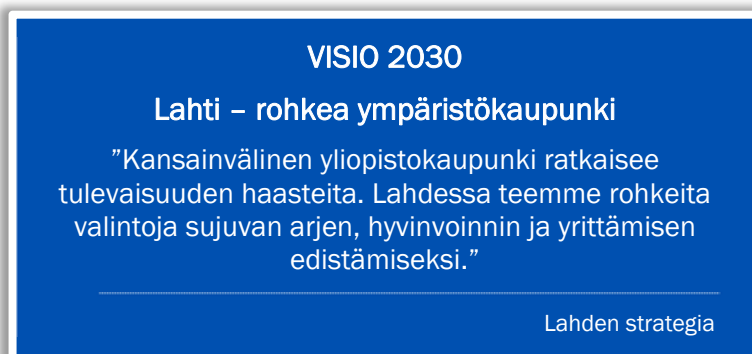 VISIO 2030
Lahti – rohkea ympäristökaupunki
”Kansainvälinen yliopistokaupunki ratkaisee
tulevaisuuden haasteita. Lahdessa teemme rohkeita
valintoja sujuvan arjen, hyvinvoinnin ja yrittämisen
edistämiseksi.”
Lahden strategia